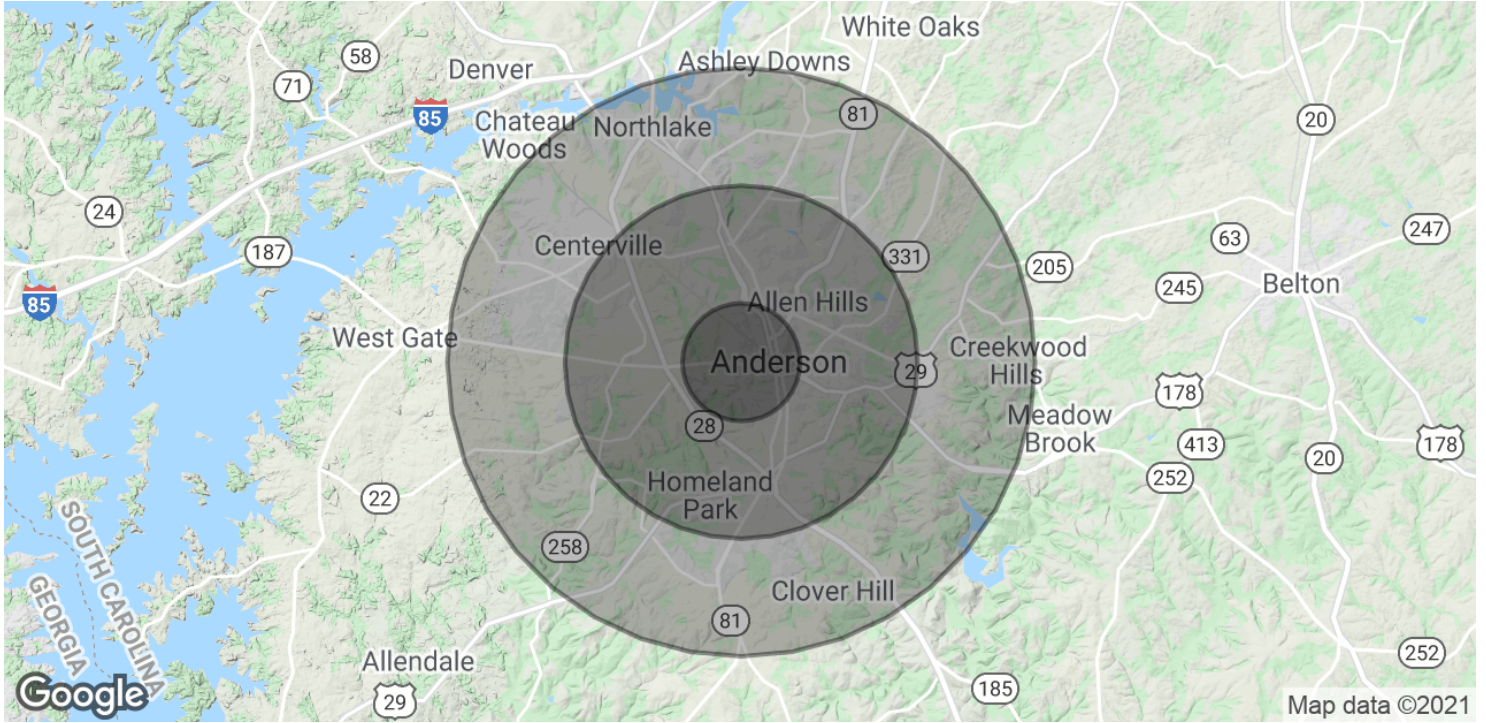 White Oaks
58
Ashley Downs
Denver
71
81
85
20
Chateau
Woods
Northlake
24
247
63
187
Centerville
331
205
Belton
245
85
Allen Hills
West Gate
Creekwood
Hills
Anderson
29
178
Meadow
Brook
28
413
178
20
252
Homeland
Park
22
SOUTH CAROLINA
258
GEORGIA
Clover Hill
81
Allendale
252
185
29
Google
Map data ©2021